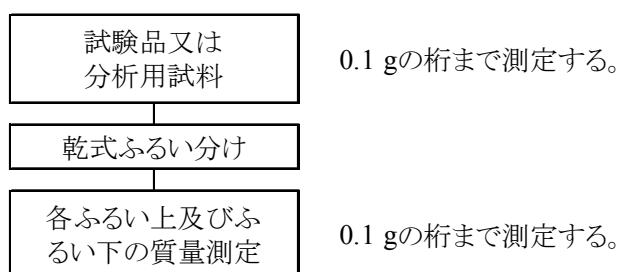 試験品又は
分析用試料
0.1 gの桁まで測定する。
乾式ふるい分け
各ふるい上及びふ
るい下の質量測定
0.1 gの桁まで測定する。